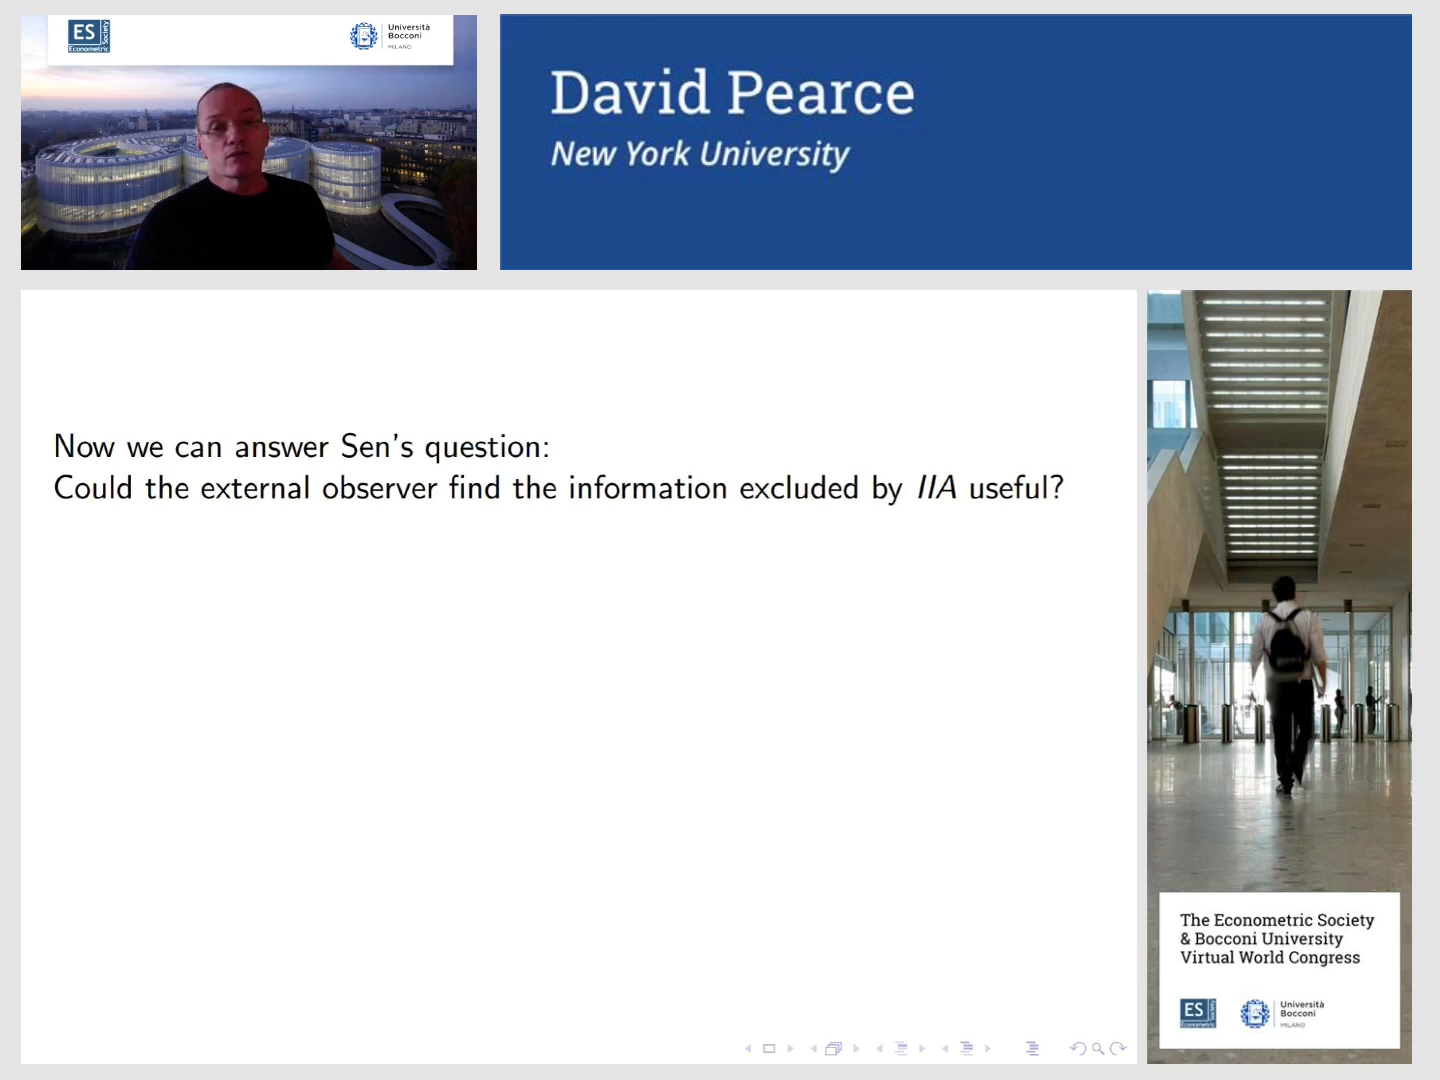 ES
Econometric
Society
Università
Bocconi
MILANO
David Pearce
New York University
Now we can answer Sen's question:
Could the external observer find the information excluded by IIA useful?
The Econometric Society
& Bocconi University
Virtual World Congress
ES
Econometric
Society
Università
Bocconi
MILANO